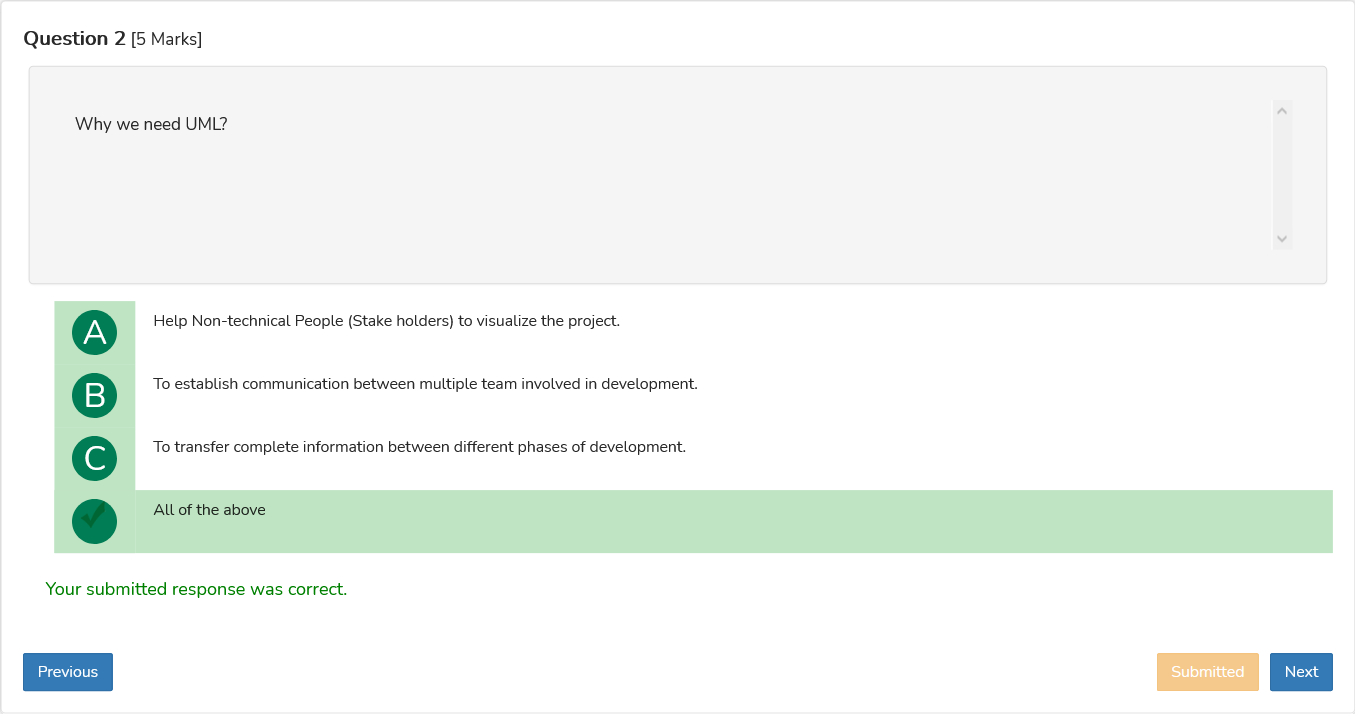 Question 2 [5 Marks]
Why we need UML?
A Help Non-technical People (Stake holders) to visualize the project.
B To establish communication between multiple team involved in development.
C To transfer complete information between different phases of development.
All of the above
Your submitted response was correct.
Previous Submitted Next